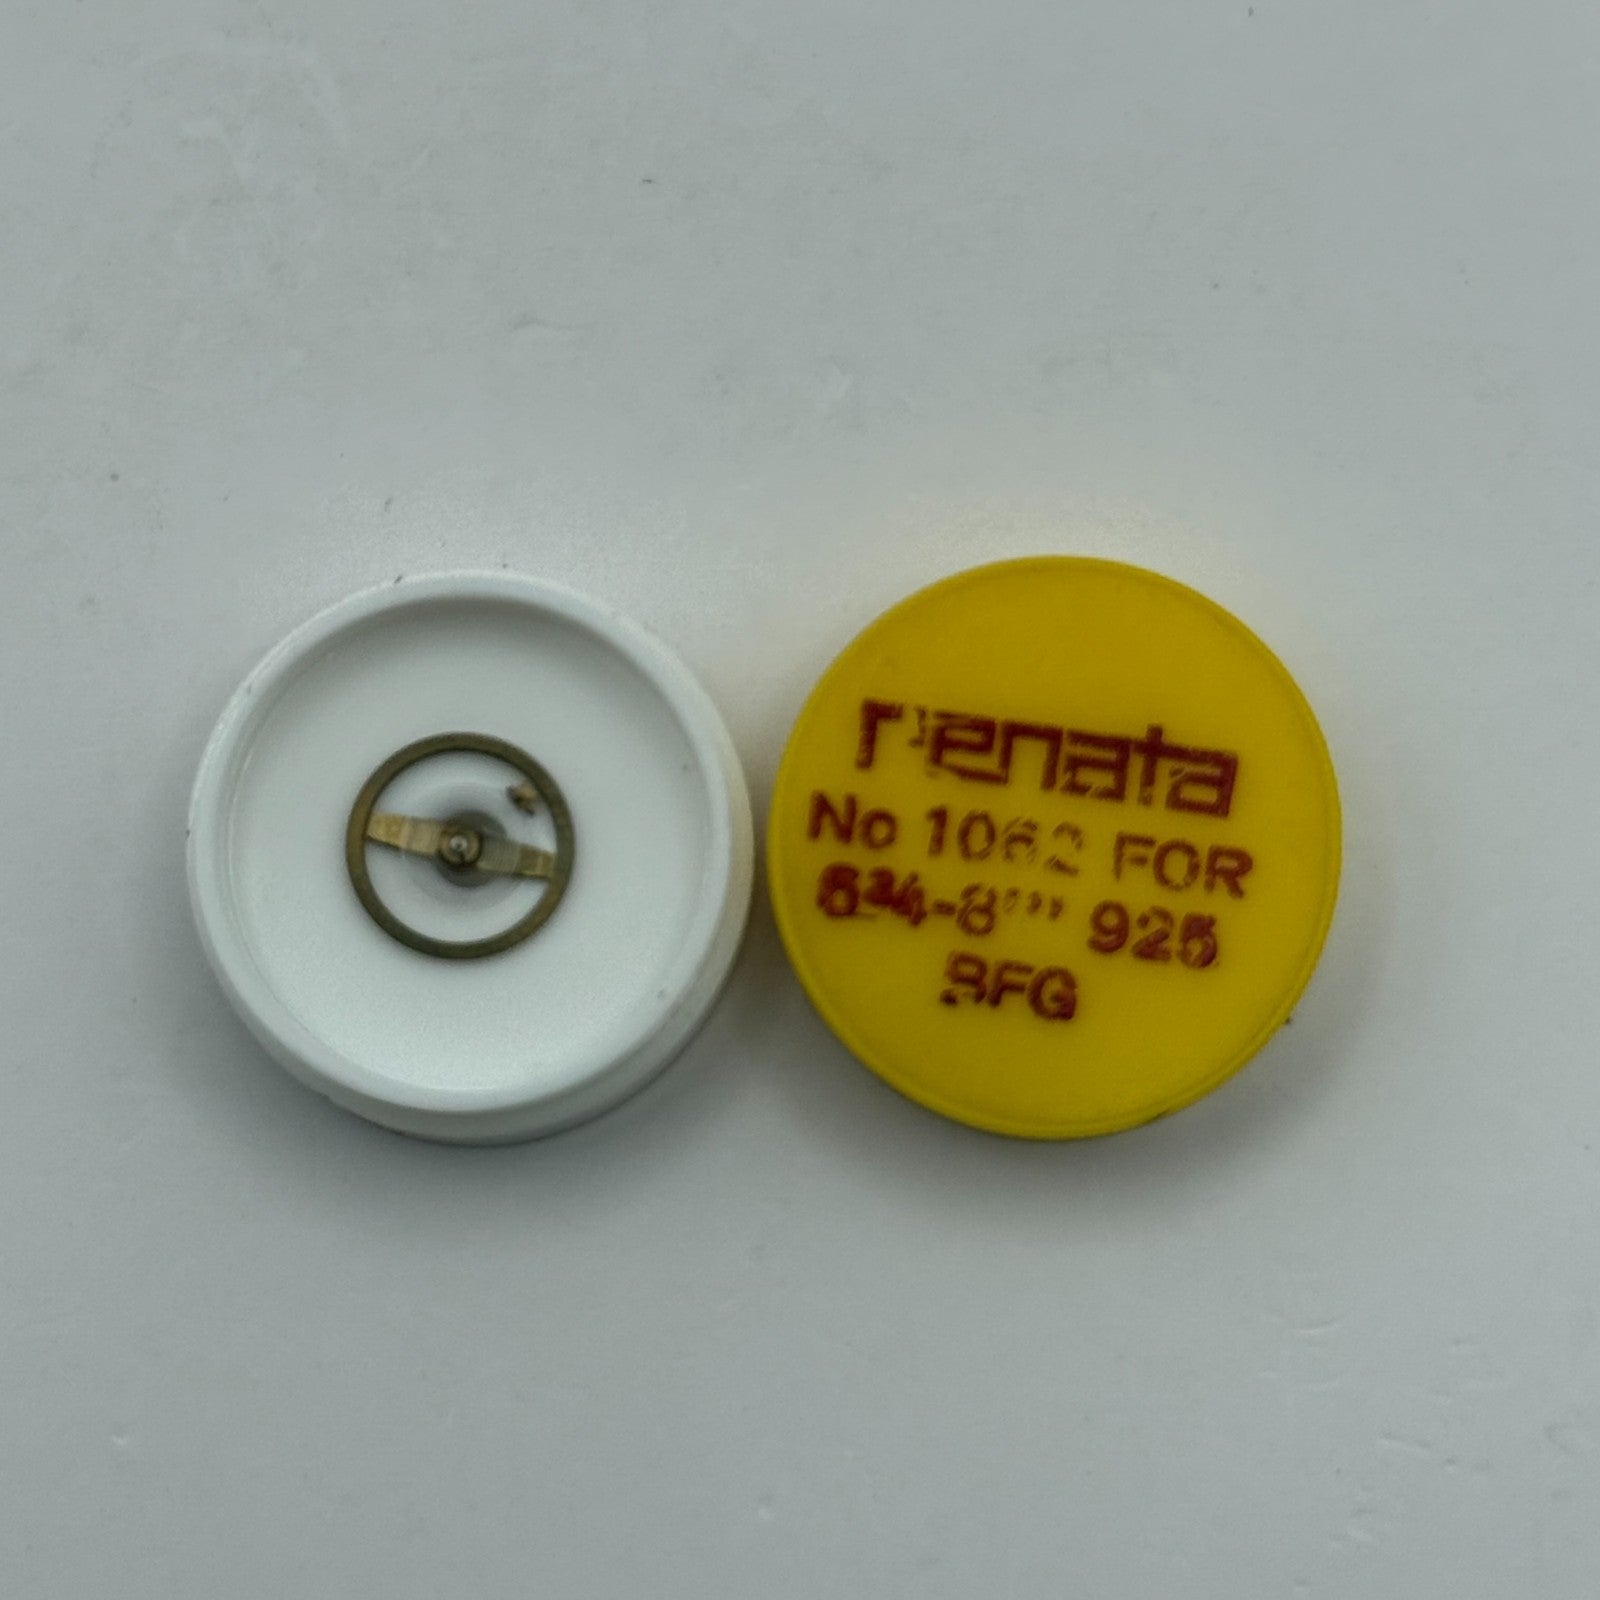 renata
No 1062 FOR
6¾-8''' 925
BFG